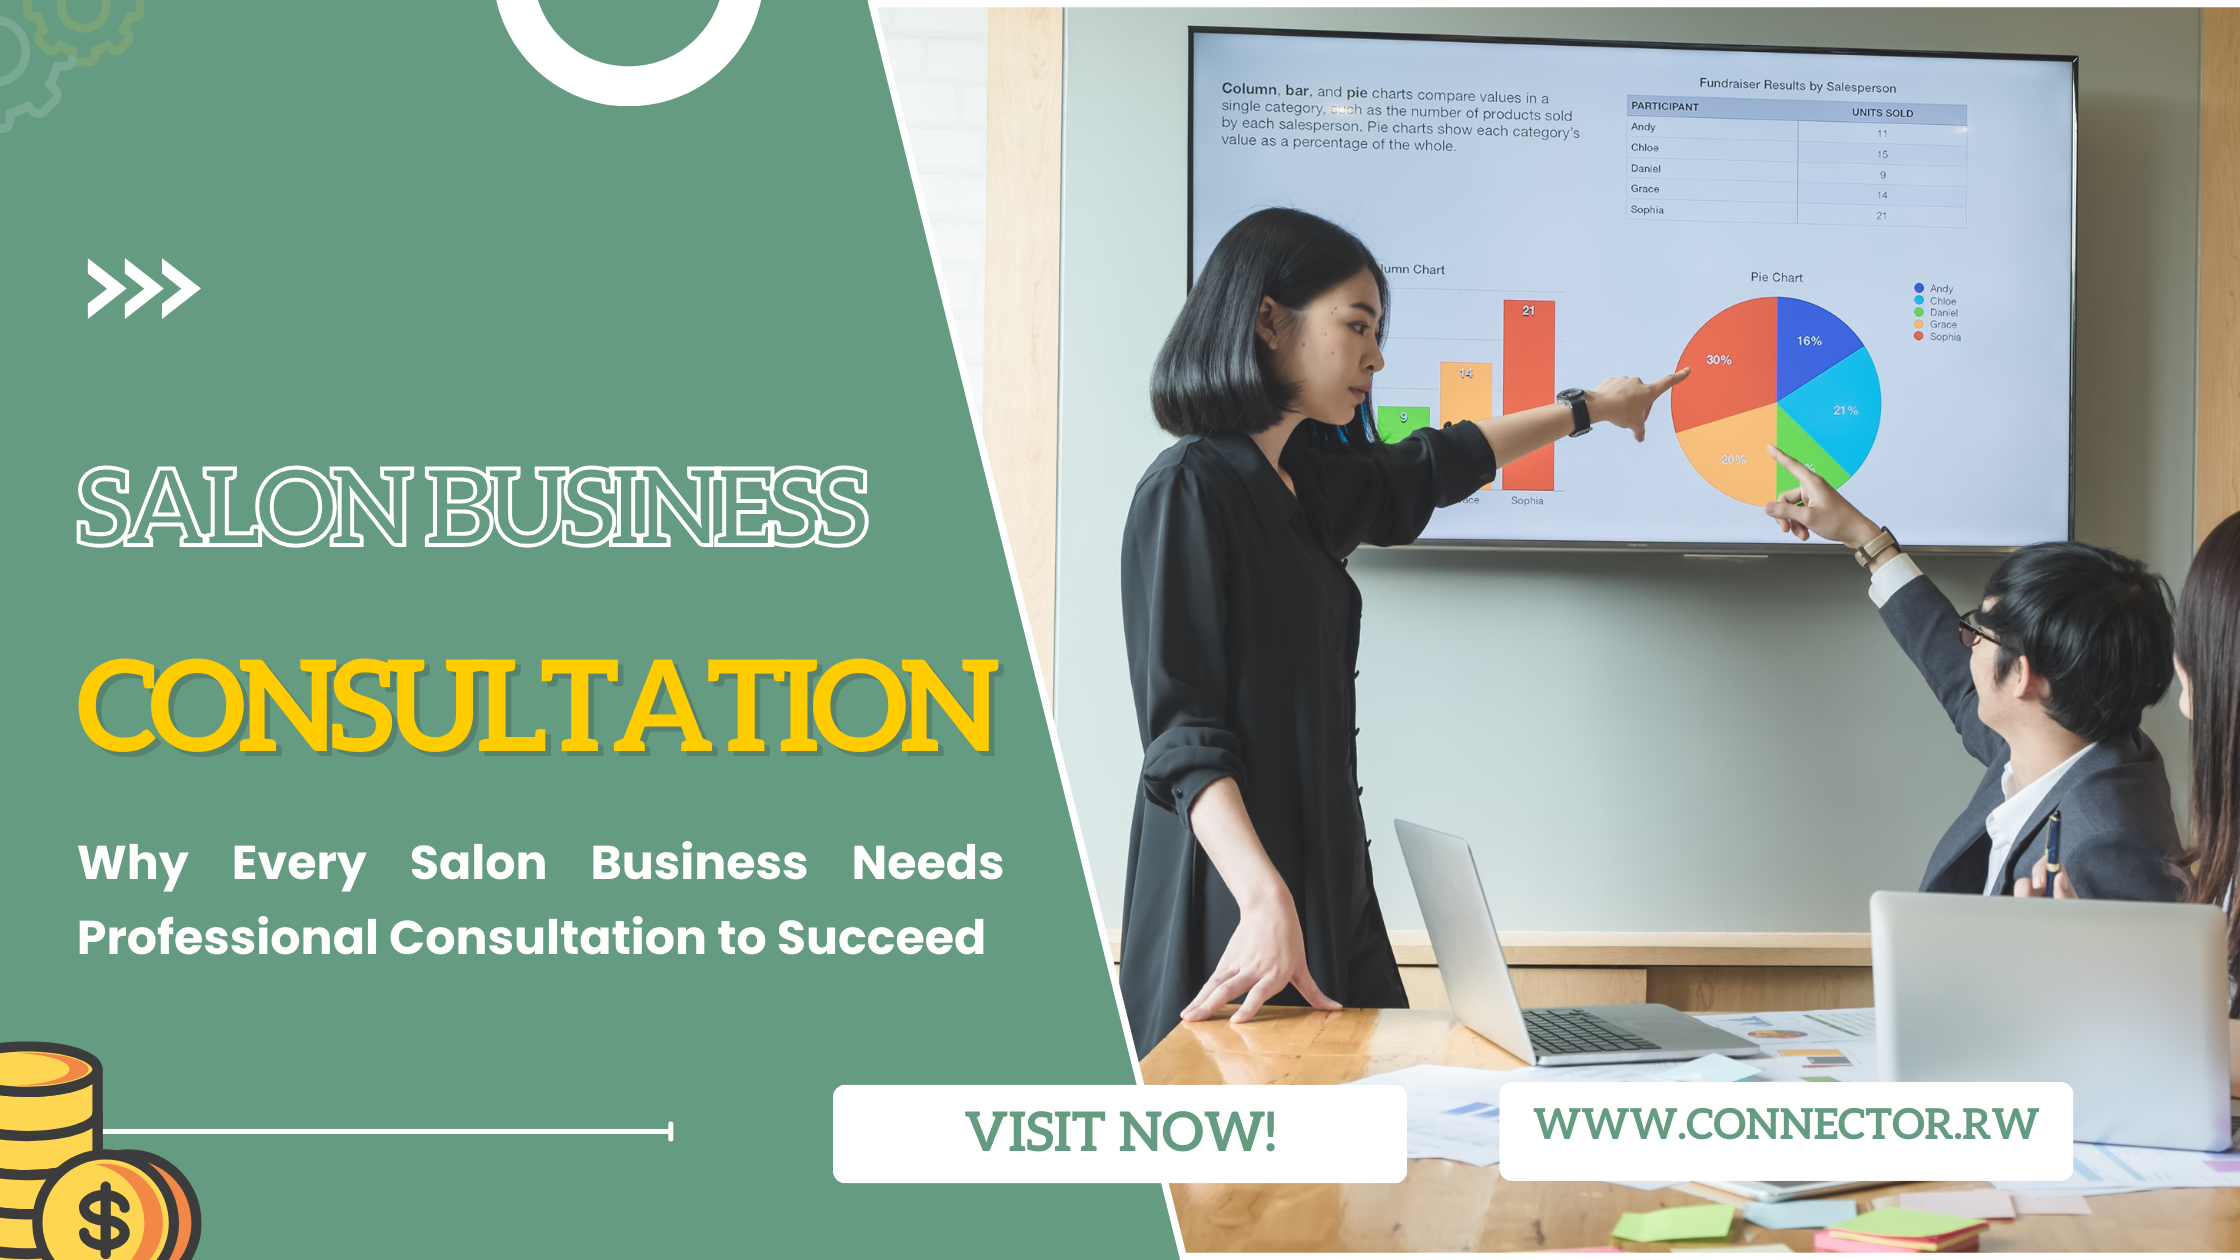 SALON BUSINESS
CONSULTATION
Why Every Salon Business Needs
Professional Consultation to Succeed
VISIT NOW!
WWW.CONNECTOR.RW
Column, bar, and pie charts compare values in a
single category, such as the number of products sold
by each salesperson. Pie charts show each category's
value as a percentage of the whole.
Fundraiser Results by Salesperson
PARTICIPANT UNITS SOLD
Andy 11
Chloe 15
Daniel 9
Grace 14
Sophia 21
Chart
9
14
21
Sophia
Pie Chart
16%
21%
20%
30%
Andy
Chloe
Daniel
Grace
Sophia
$